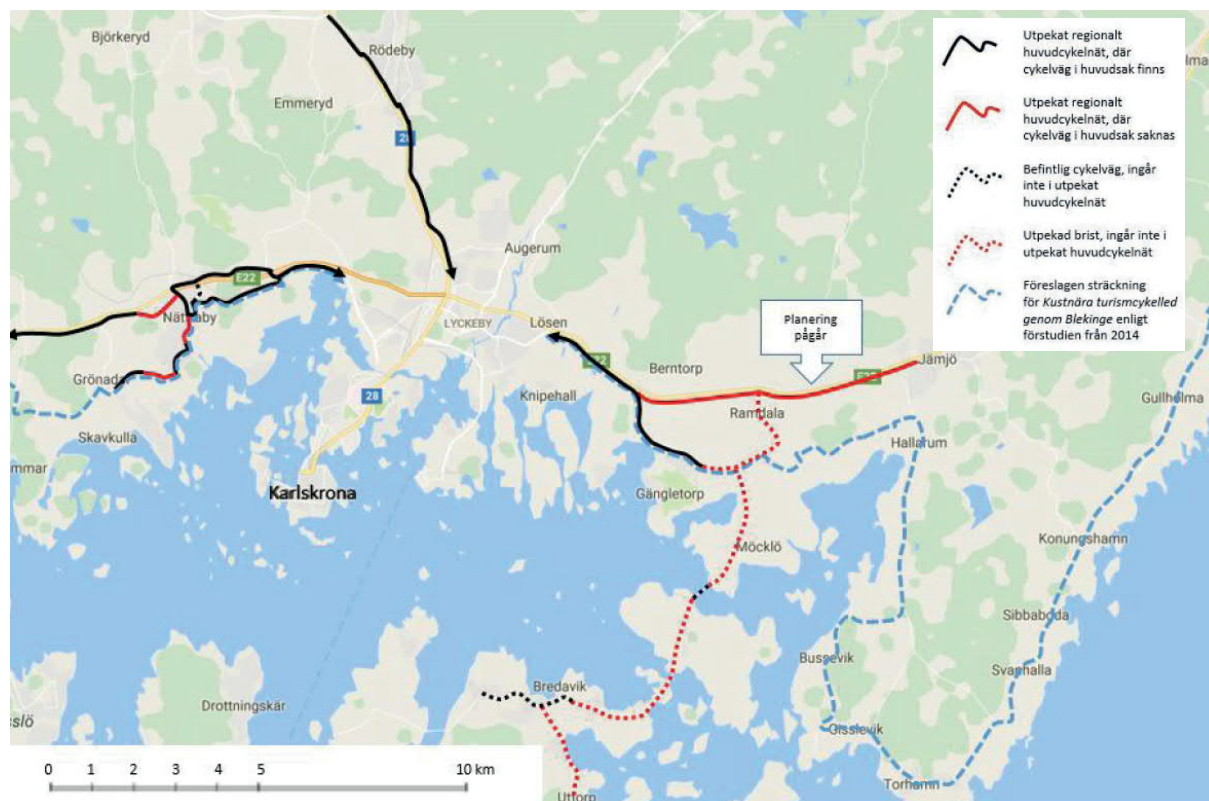 Björkeryd
Rödeby
Emmeryd
Augerum
E22
Nättraby
LYCKEBY
Lösen
Grönadal
28
Knipehall
Berntorp
Planering
pågår
E22
Jämjö
Ramdala
Gullholma
Skavkulla
Hallarum
Karlskrona
Gängletorp
Konungshamn
Möcklö
Sibbaboda
Bussevik
Svanhalla
Bredavik
Drottningskär
Gisslevik
Torhamn
Uttorp
0 1 2 3 4 5 10 km
Utpekat regionalt
huvudcykelnät, där
cykelväg i huvudsak finns
Utpekat regionalt
huvudcykelnät, där
cykelväg i huvudsak saknas
Befintlig cykelväg, ingår
inte i utpekat
huvudcykelnät
Utpekad brist, ingår inte i
utpekat huvudcykelnät
Föreslagen sträckning
för Kustnära turismcykelled
genom Blekinge enligt
förstudien från 2014